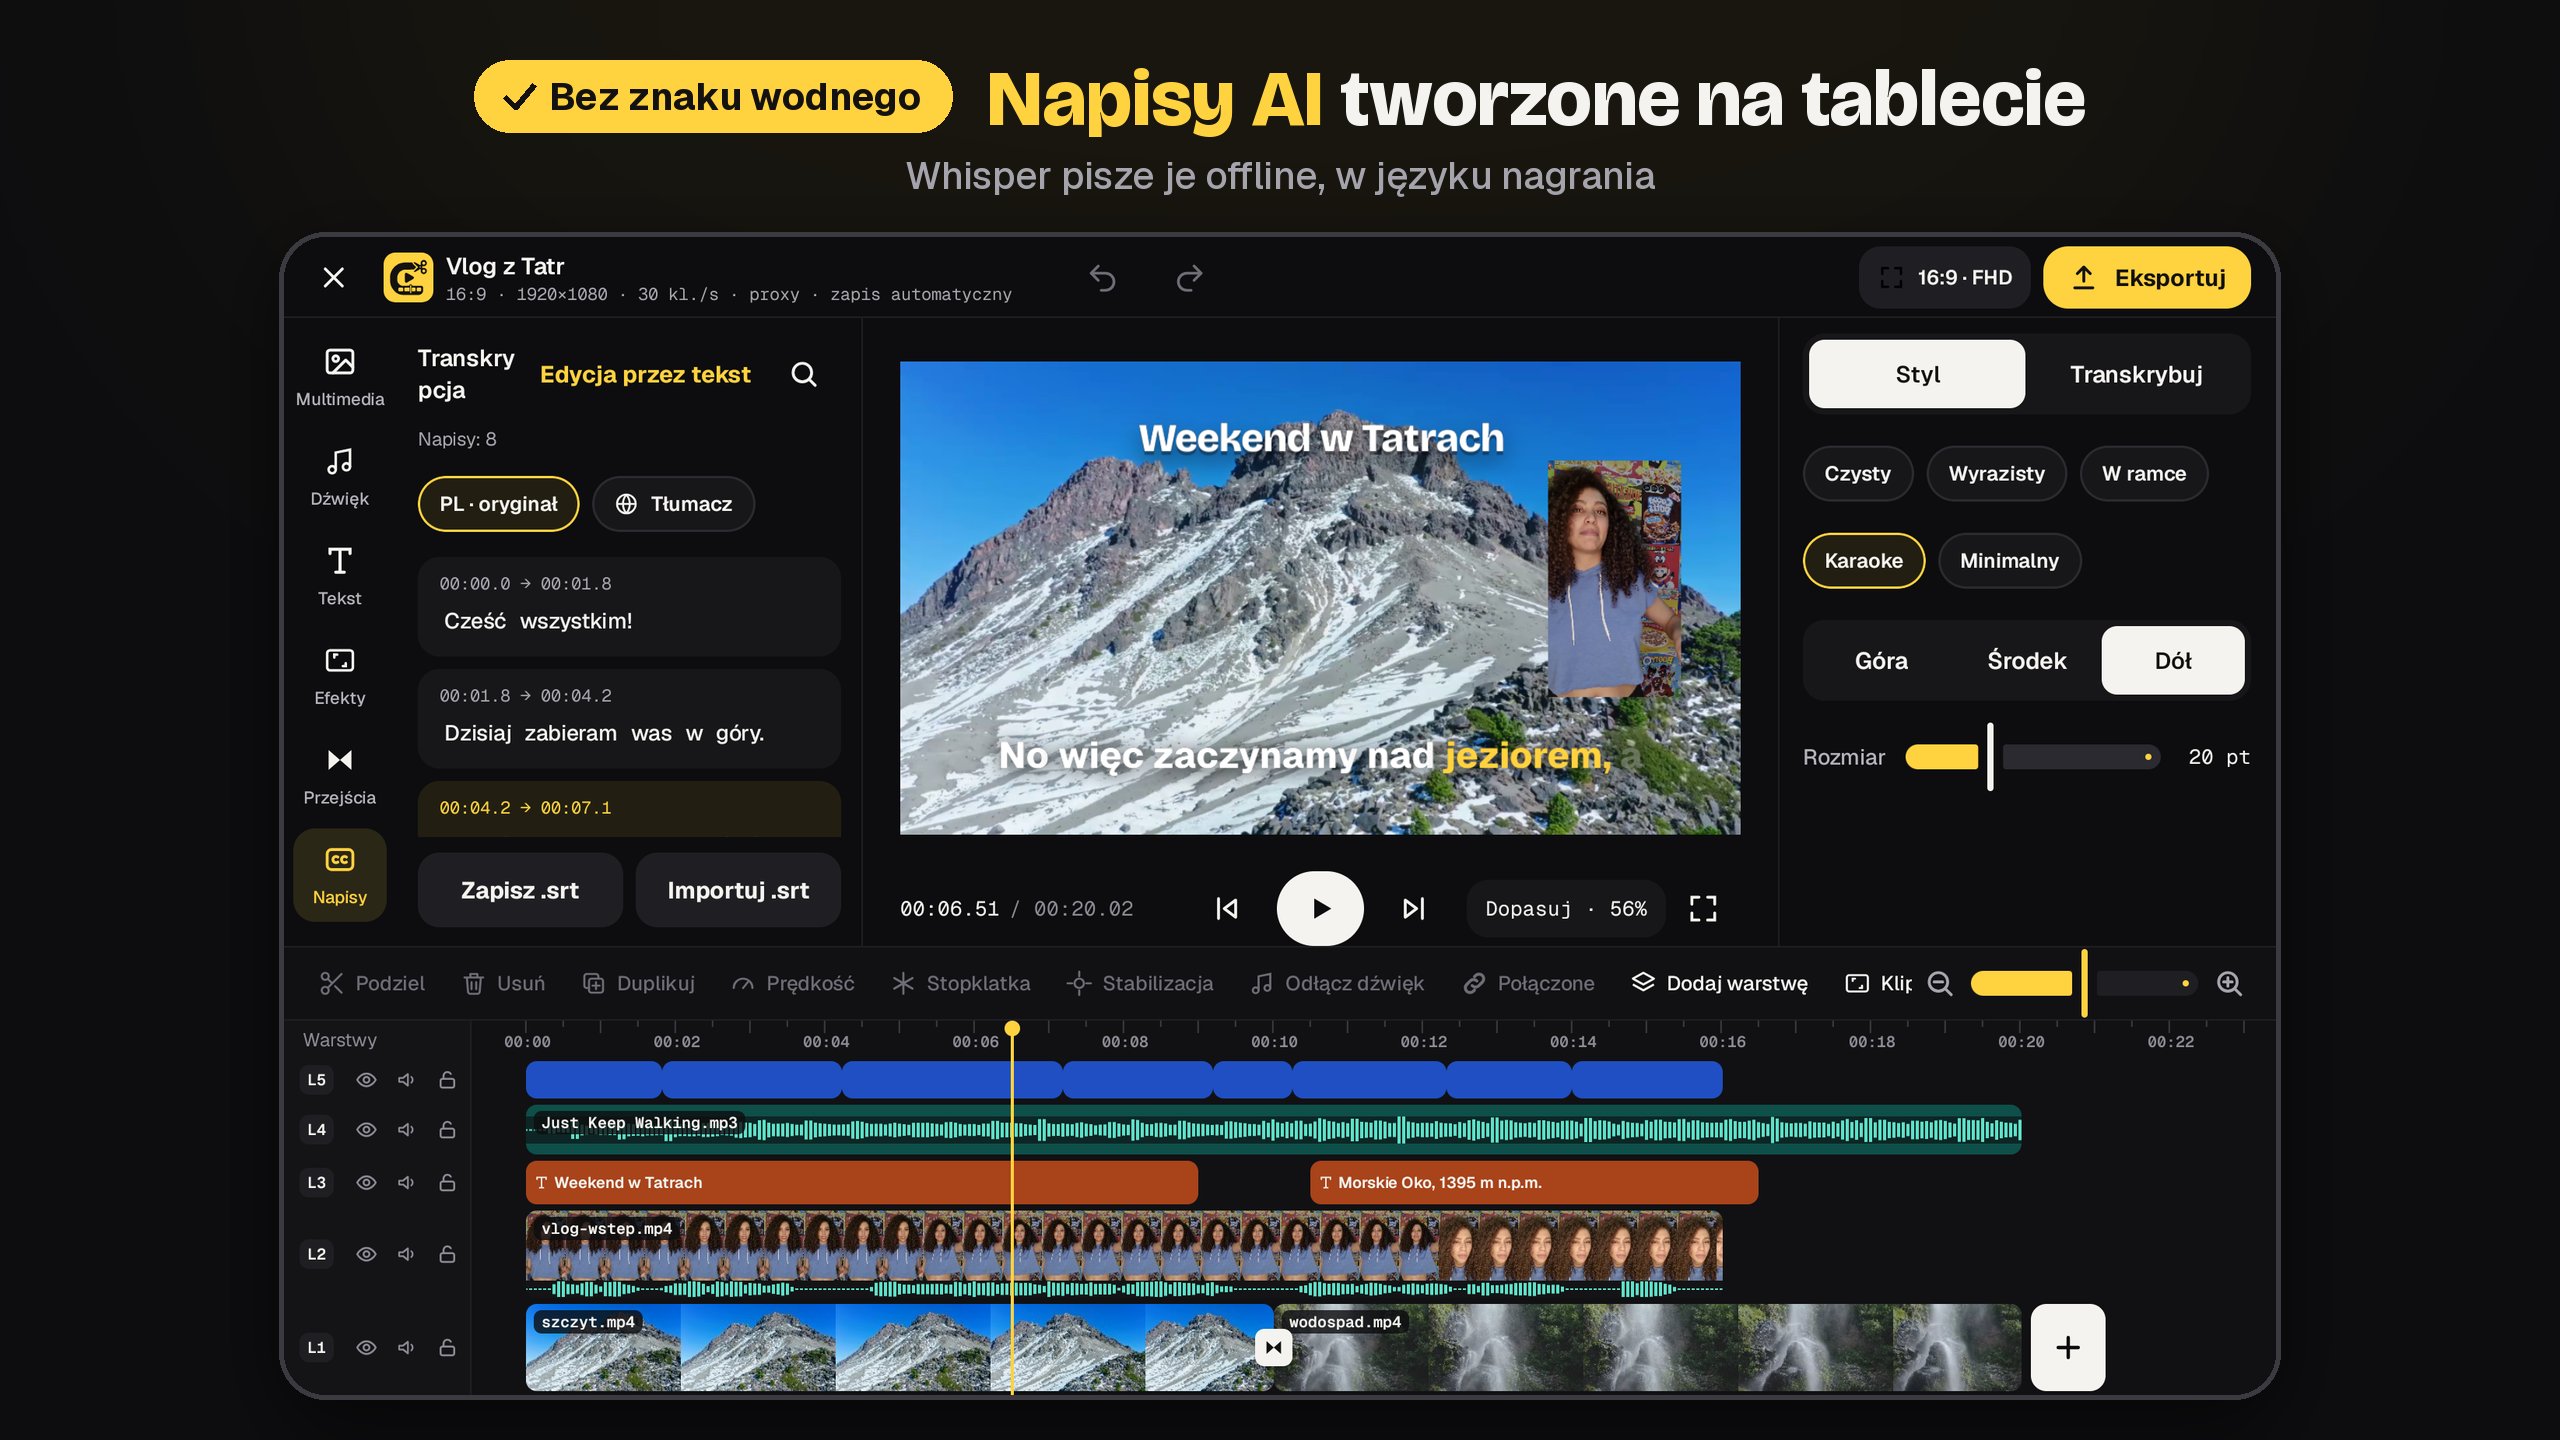 Bez znaku wodnego
Napisy AI tworzone na tablecie
Whisper pisze je offline, w języku nagrania
Vlog z Tatr
16:9 · 1920×1080 · 30 kl./s · proxy · zapis automatyczny
16:9 · FHD
Eksportuj
Multimedia
Dźwięk
Tekst
Efekty
Przejścia
Napisy
Transkry
pcja
Edycja przez tekst
Napisy: 8
PL · oryginał
Tłumacz
00:00.0 → 00:01.8
Cześć wszystkim!
00:01.8 → 00:04.2
Dzisiaj zabieram was w góry.
00:04.2 → 00:07.1
Zapisz .srt
Importuj .srt
Weekend w Tatrach
No więc zaczynamy nad jeziorem, a
00:06.51 / 00:20.02
Dopasuj · 56%
Styl
Transkrybuj
Czysty
Wyrazisty
W ramce
Karaoke
Minimalny
Góra
Środek
Dół
Rozmiar
20 pt
Podziel
Usuń
Duplikuj
Prędkość
Stopklatka
Stabilizacja
Odłącz dźwięk
Połączone
Dodaj warstwę
Klip
Warstwy
00:00 00:02 00:04 00:06 00:08 00:10 00:12 00:14 00:16 00:18 00:20 00:22
L5
L4
Just Keep Walking.mp3
L3
Weekend w Tatrach
Morskie Oko, 1395 m n.p.m.
L2
vlog-wstep.mp4
L1
szczyt.mp4
wodospad.mp4